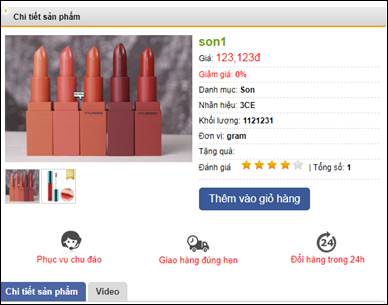 Chi tiết sản phẩm
son1
Giá: 123,123đ
Giảm giá: 0%
Danh mục: Son
Nhãn hiệu: 3CE
Khối lượng: 1121231
Đơn vị: gram
Tặng quà:
Đánh giá | Tổng số: 1
Thêm vào giỏ hàng
24
Phục vụ chu đáo
Giao hàng đúng hẹn
Đổi hàng trong 24h
Chi tiết sản phẩm
Video